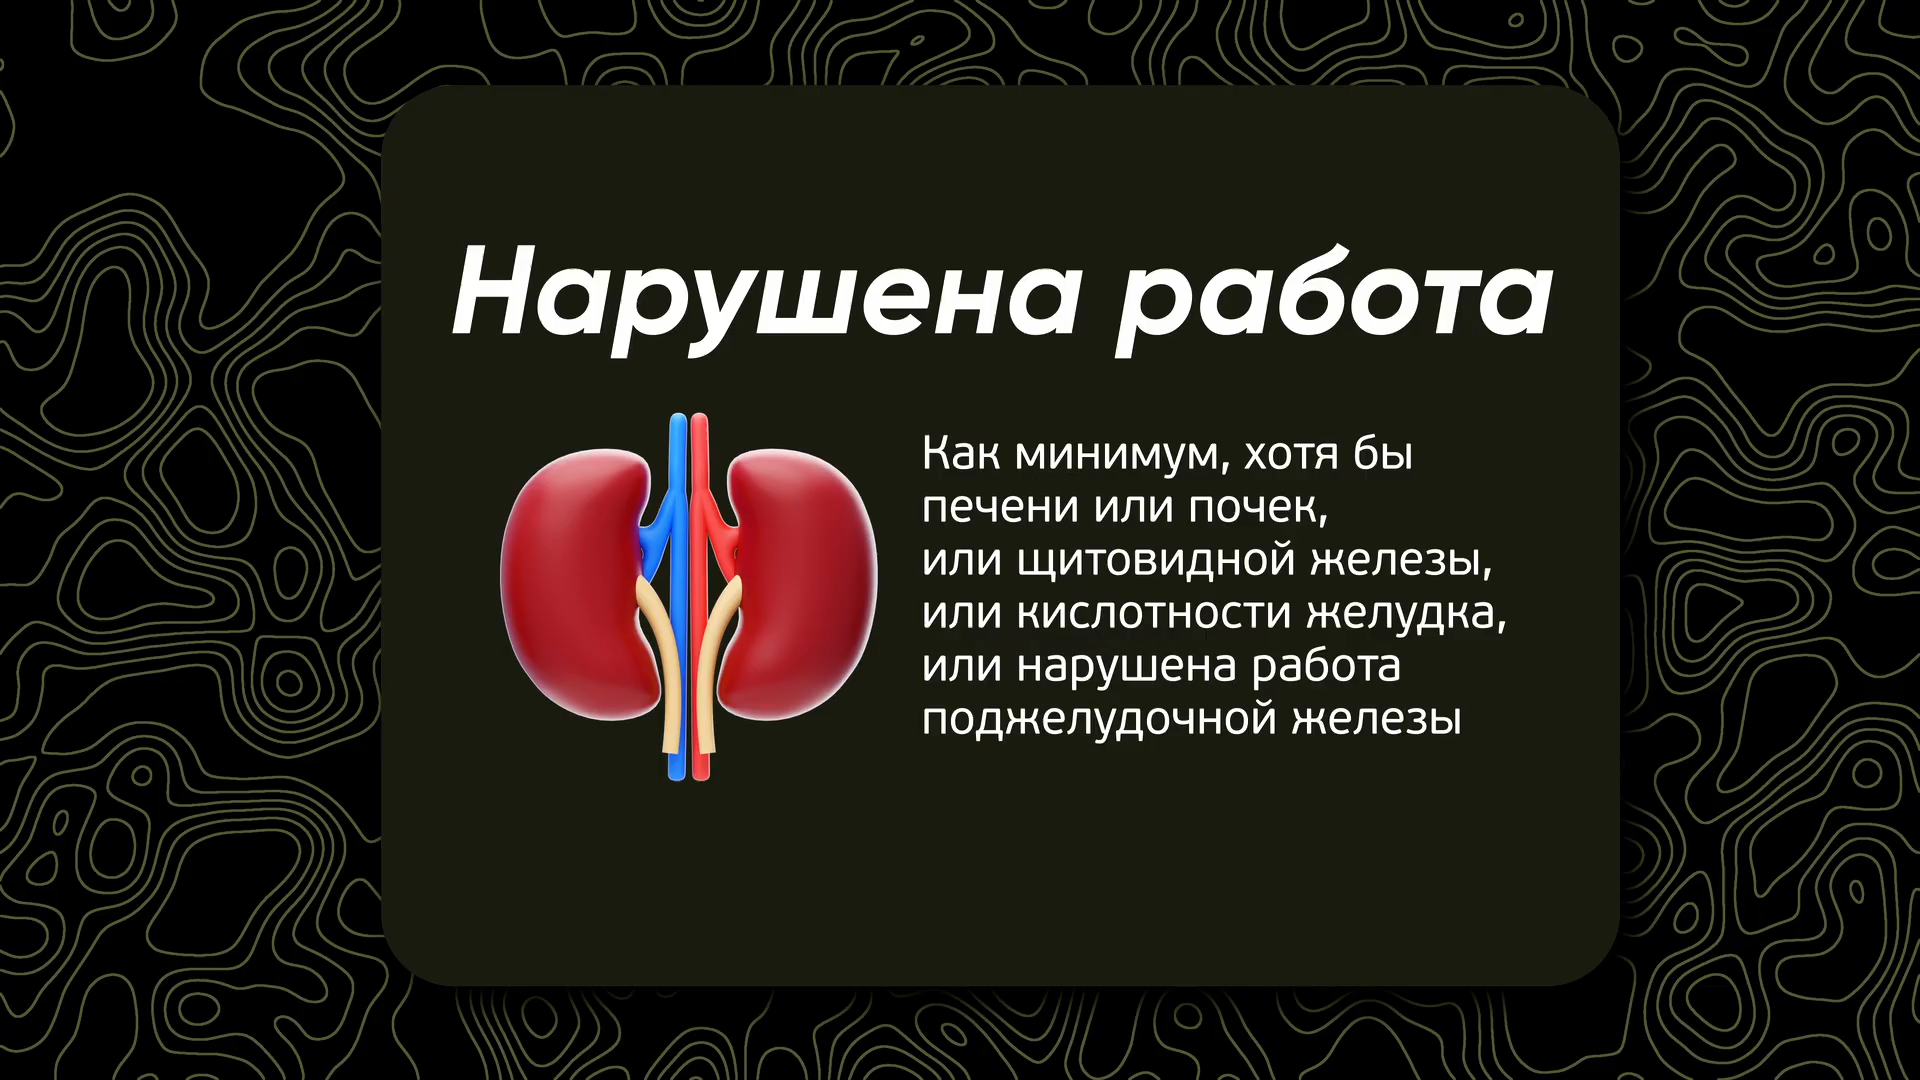 Нарушена работа
Как минимум, хотя бы
печени или почек,
или щитовидной железы,
или кислотности желудка,
или нарушена работа
поджелудочной железы